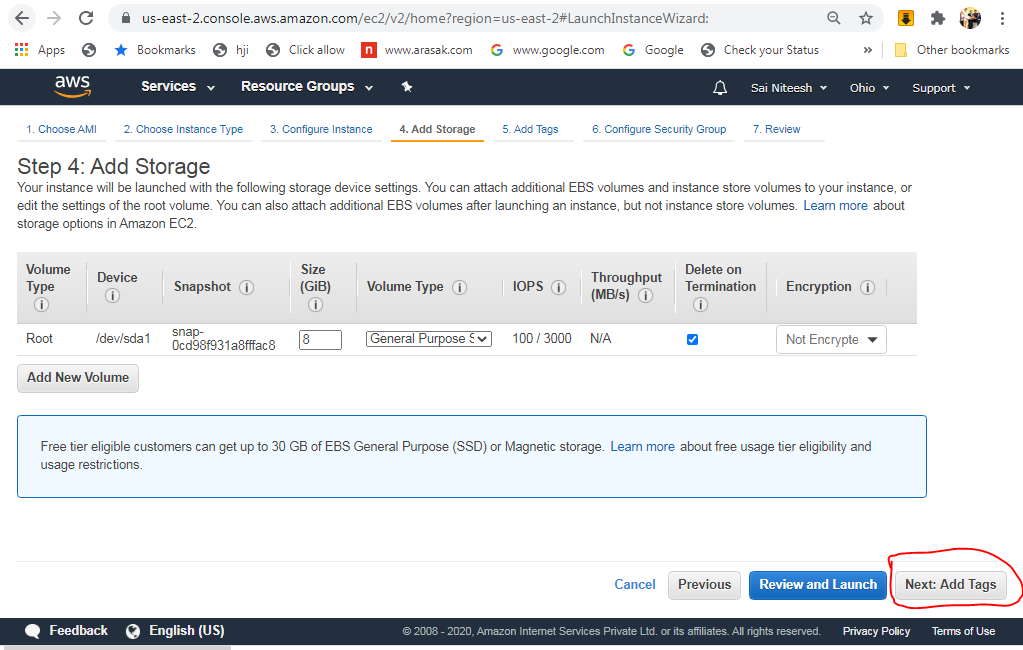 us-east-2.console.aws.amazon.com/ec2/v2/home?region=us-east-2#LaunchInstanceWizard:
Apps Bookmarks hji Click allow n www.arasak.com G www.google.com G Google Check your Status » Other bookmarks
aws Services Resource Groups Sai Niteesh Ohio Support
1. Choose AMI 2. Choose Instance Type 3. Configure Instance 4. Add Storage 5. Add Tags 6. Configure Security Group 7. Review
Step 4: Add Storage
Your instance will be launched with the following storage device settings. You can attach additional EBS volumes and instance store volumes to your instance, or
edit the settings of the root volume. You can also attach additional EBS volumes after launching an instance, but not instance store volumes. Learn more about
storage options in Amazon EC2.
Volume Type i Device i Snapshot i Size (GiB) i Volume Type i IOPS i Throughput (MB/s) i Delete on Termination i Encryption i
Root /dev/sda1 snap-0cd98f931a8fffac8 8 General Purpose S 100 / 3000 N/A Not Encrypte
Add New Volume
Free tier eligible customers can get up to 30 GB of EBS General Purpose (SSD) or Magnetic storage. Learn more about free usage tier eligibility and
usage restrictions.
Cancel Previous Review and Launch Next: Add Tags
Feedback English (US) © 2008 - 2020, Amazon Internet Services Private Ltd. or its affiliates. All rights reserved. Privacy Policy Terms of Use